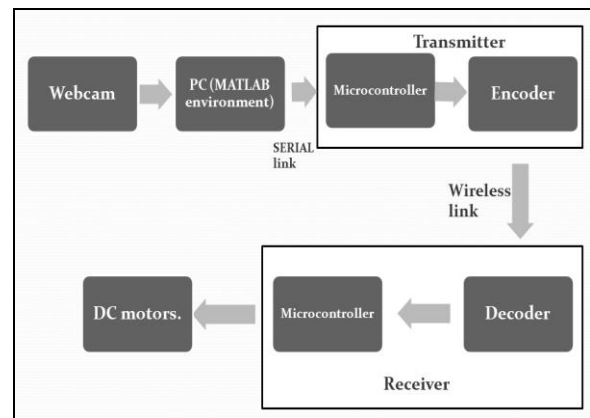 Transmitter
Webcam
PC (MATLAB
environment)
Microcontroller
Encoder
SERIAL
link
Wireless
link
DC motors.
Microcontroller
Decoder
Receiver